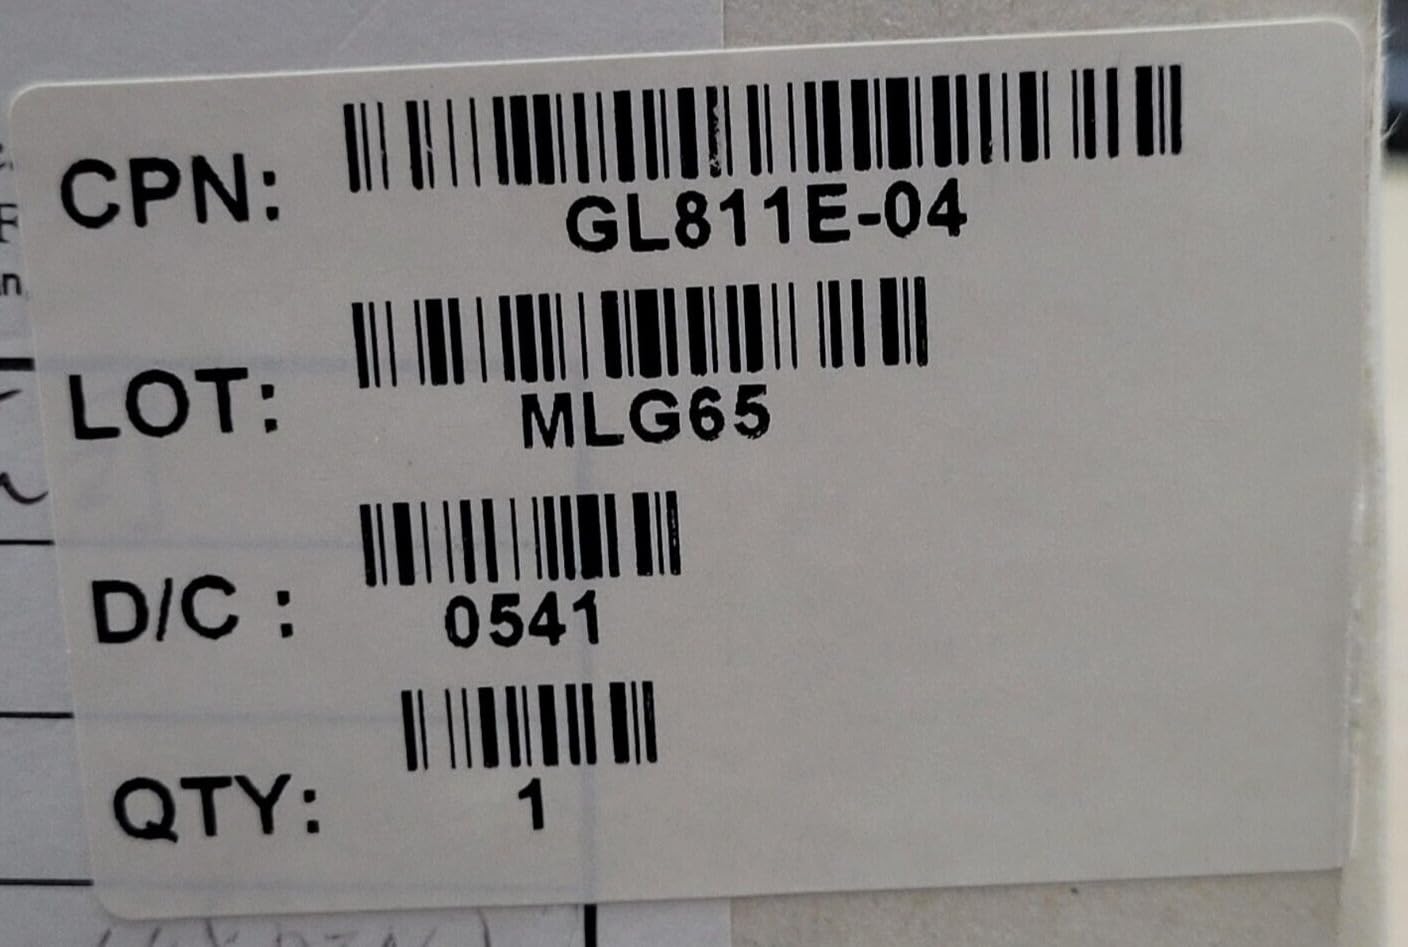 CPN: GL811E-04
LOT: MLG65
D/C : 0541
QTY: 1